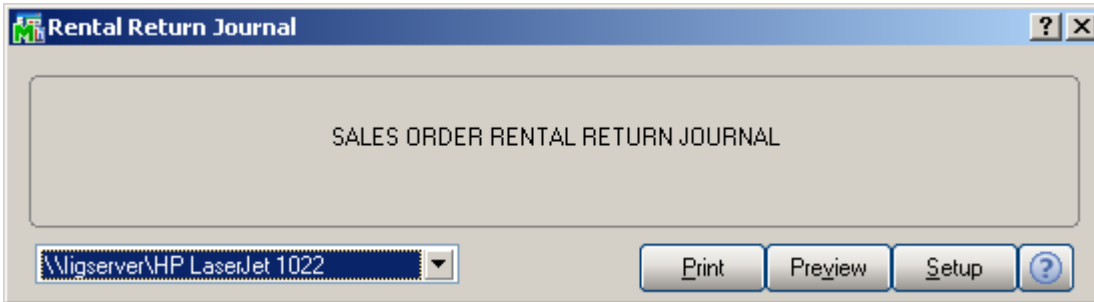 Rental Return Journal
SALES ORDER RENTAL RETURN JOURNAL
\\ligserver\HP LaserJet 1022
Print Preview Setup